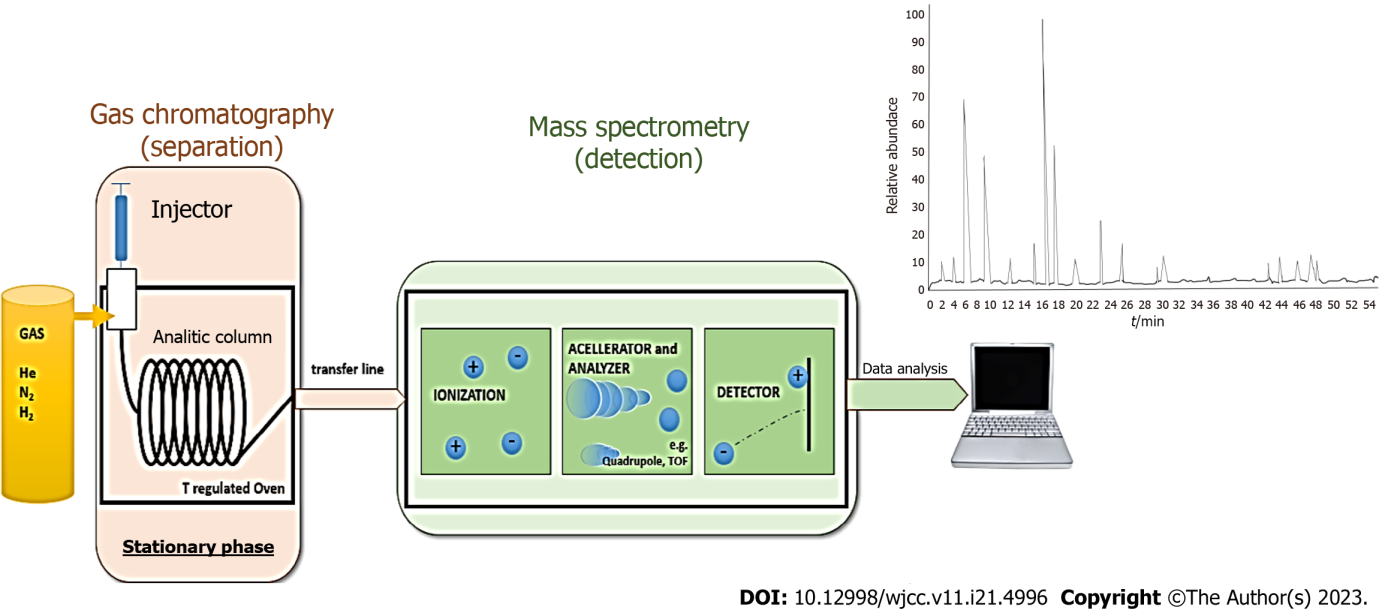 Gas chromatography
(separation)
Injector
GAS
He
N₂
H₂
Analitic column
T regulated Oven
Stationary phase
transfer line
Mass spectrometry
(detection)
IONIZATION
+
-
+
-
ACELLERATOR and
ANALYZER
e.g.
Quadrupole, TOF
DETECTOR
+
-
Data analysis
Relative abundace
100
90
80
70
60
50
40
30
20
10
0
0 2 4 6 8 10 12 14 16 18 20 22 24 26 28 30 32 34 36 38 40 42 44 46 48 50 52 54
t/min
DOI: 10.12998/wjcc.v11.i21.4996 Copyright ©The Author(s) 2023.